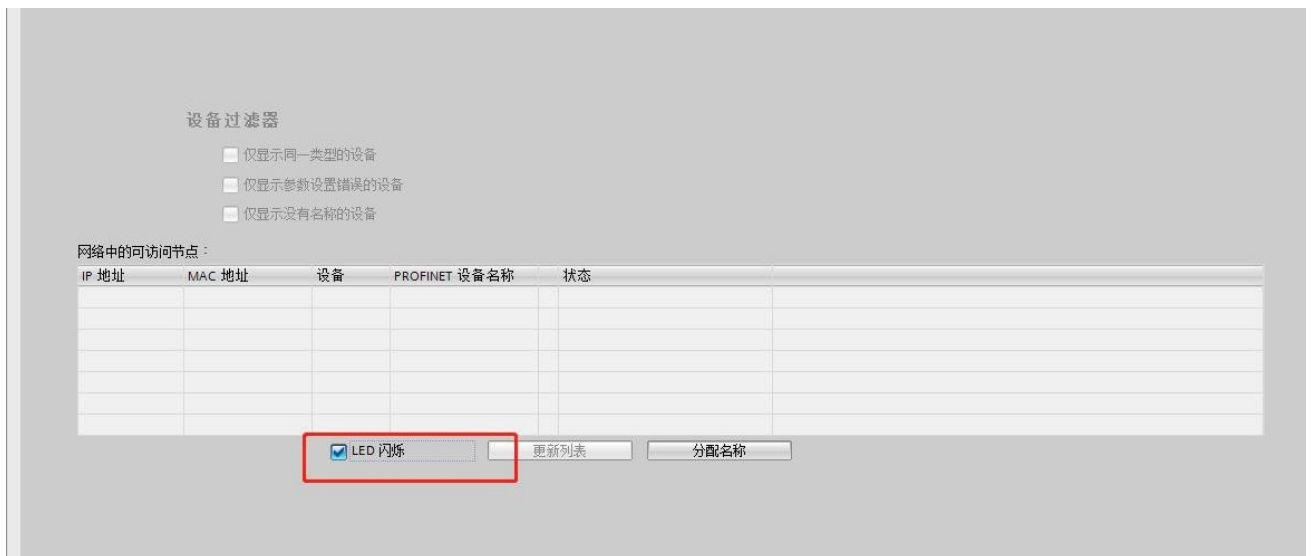 设备过滤器
仅显示同一类型的设备
仅显示参数设置错误的设备
仅显示没有名称的设备
网络中的可访问节点：
IP 地址 MAC 地址 设备 PROFINET 设备名称 状态
LED 闪烁 更新列表 分配名称